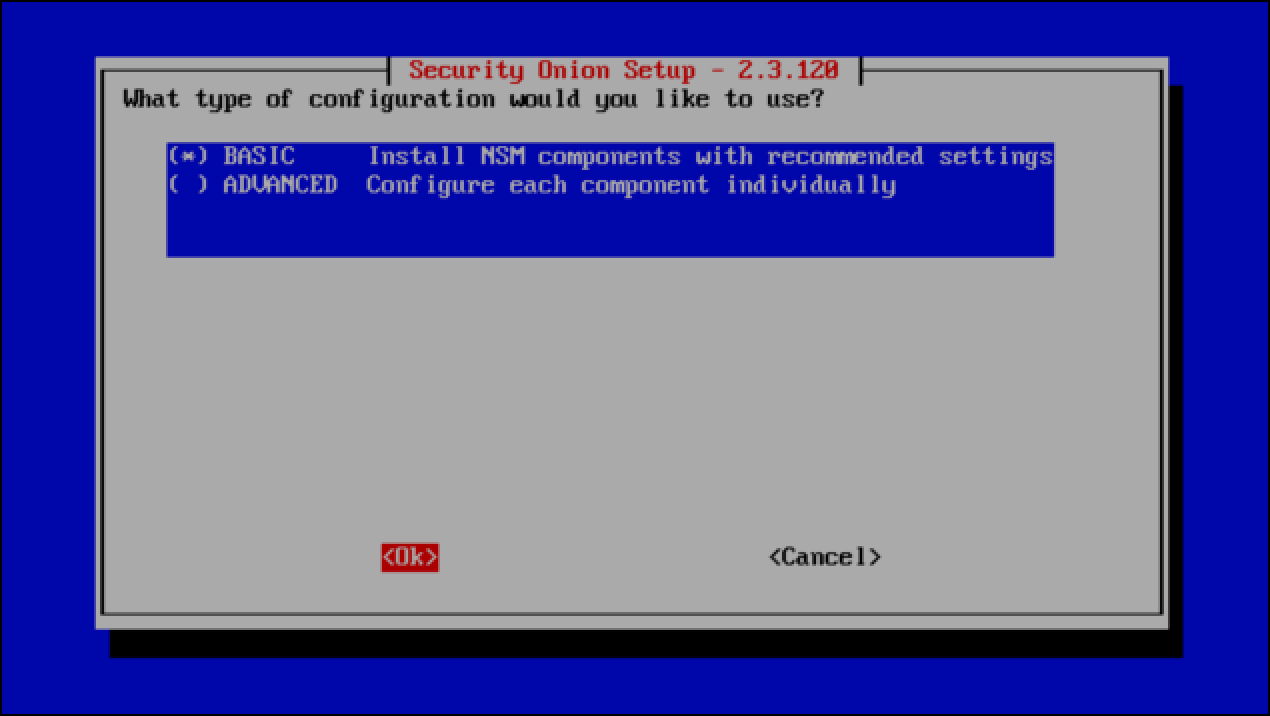 Security Onion Setup - 2.3.120
What type of configuration would you like to use?
(*) BASIC Install NSM components with recommended settings
( ) ADVANCED Configure each component individually
<Ok> <Cancel>